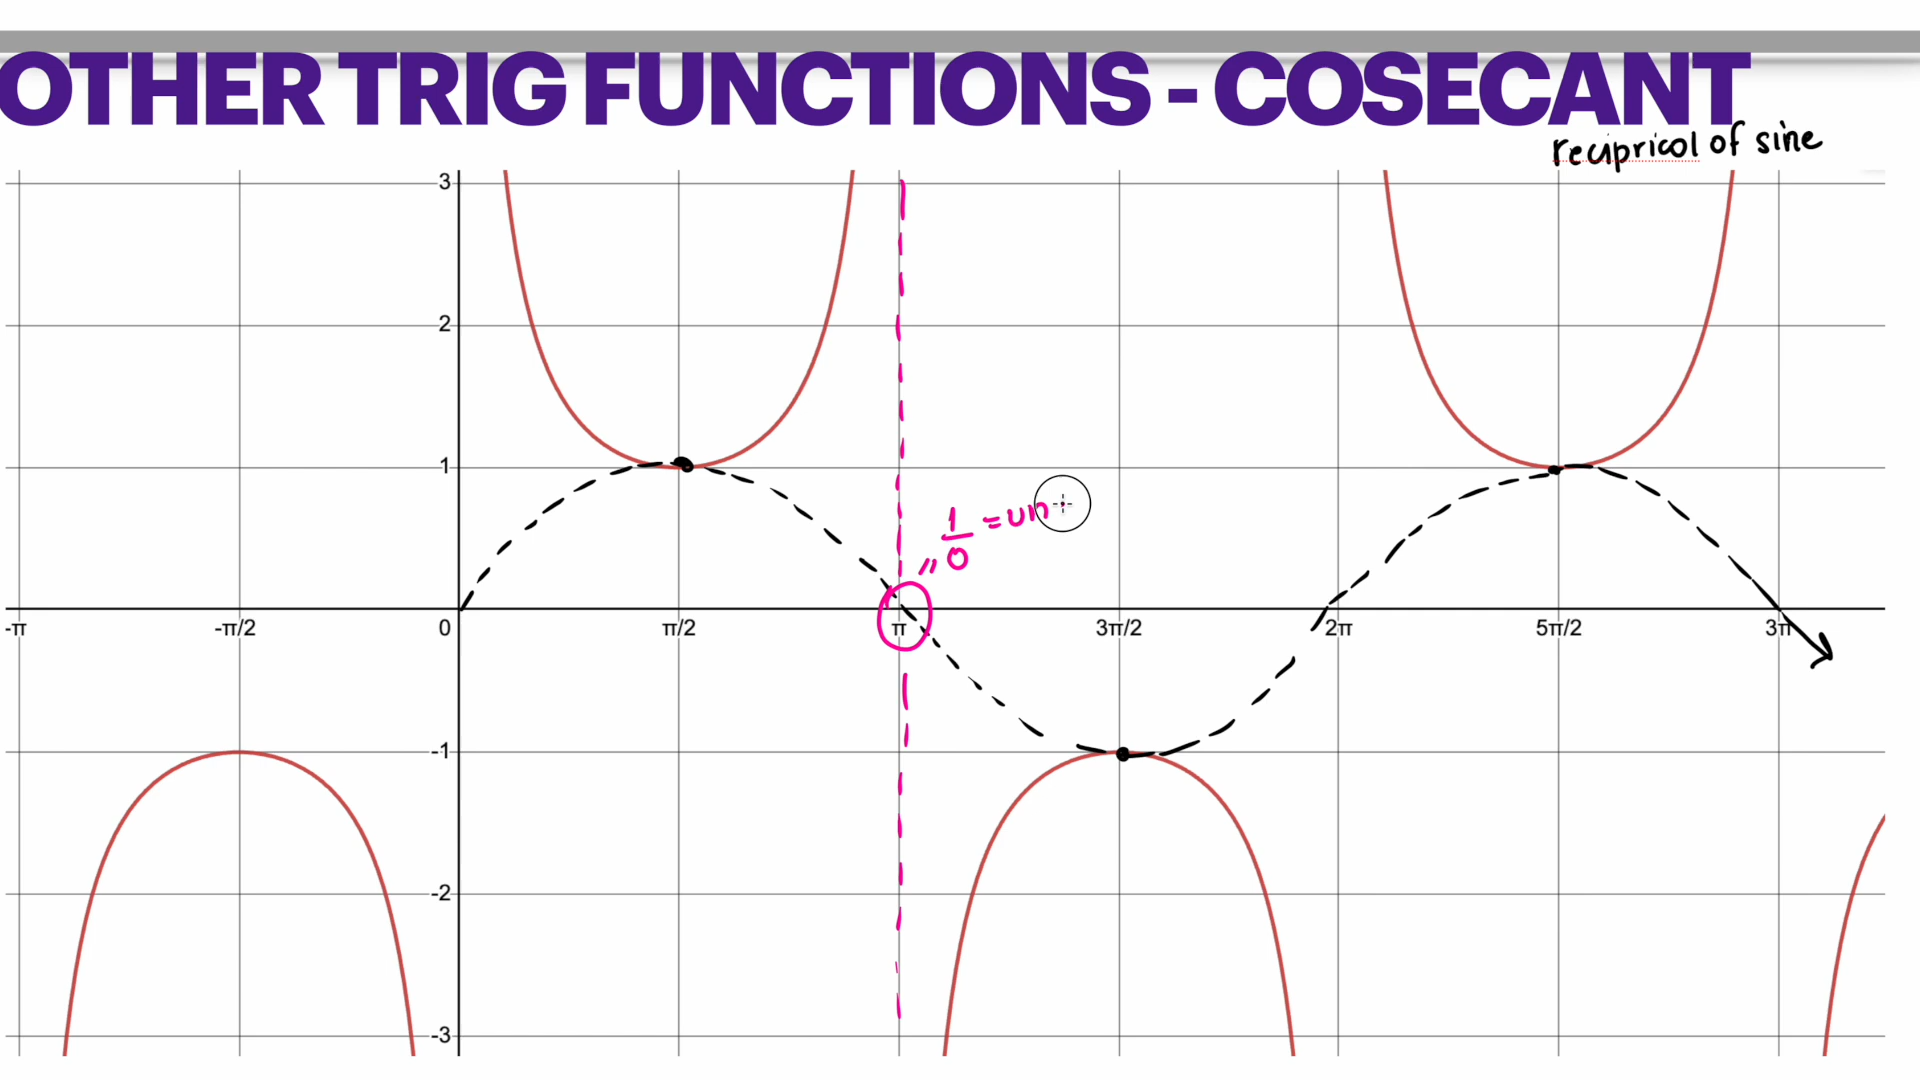 OTHER TRIG FUNCTIONS - COSECANT
recipricol of sine
3
2
1
1/0 = un
"
-π -π/2 0 π/2 π 3π/2 2π 5π/2 3π
-1
-2
-3